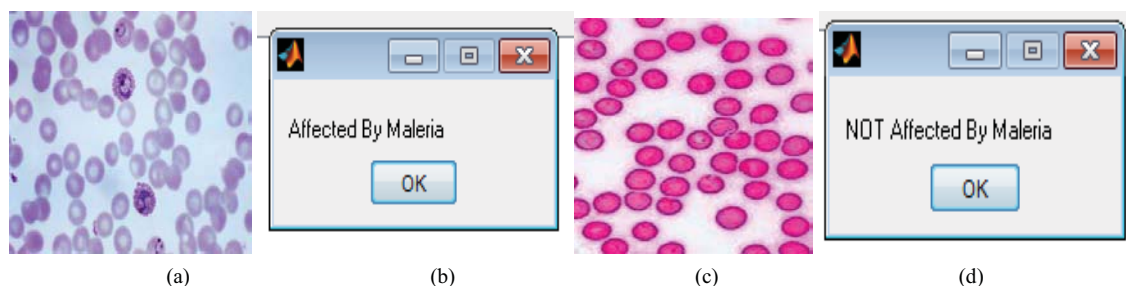 Affected By Maleria
OK
NOT Affected By Maleria
OK
(a)
(b)
(c)
(d)